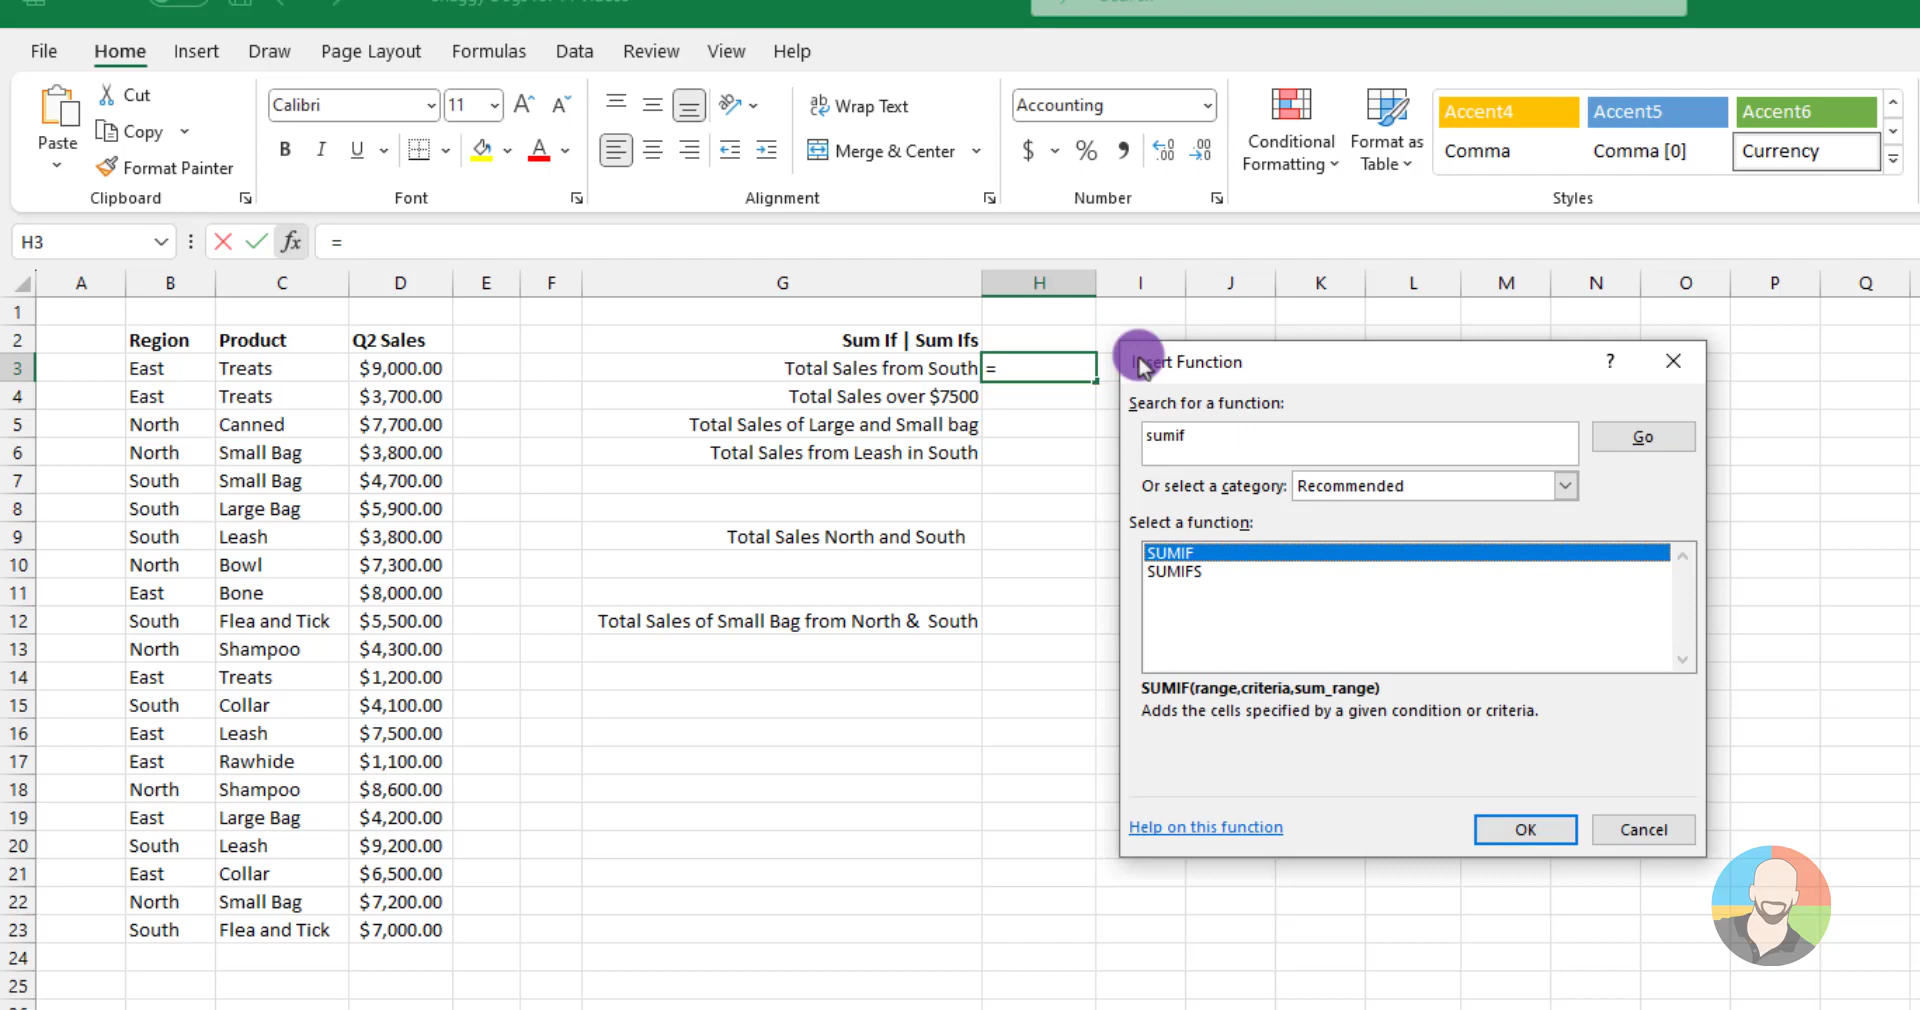 File Home Insert Draw Page Layout Formulas Data Review View Help
Paste Cut Copy Format Painter Clipboard
Calibri 11 B I U A Font
Wrap Text Merge & Center Alignment
Accounting $ % Number
Conditional Formatting Format as Table
Accent4 Accent5 Accent6
Comma Comma [0] Currency
Styles
H3 fx =
A B C D E F G H I J K L M N O P Q
1
2 Region Product Q2 Sales Sum If | Sum Ifs
3 East Treats $9,000.00 Total Sales from South =
4 East Treats $3,700.00 Total Sales over $7500
5 North Canned $7,700.00 Total Sales of Large and Small bag
6 North Small Bag $3,800.00 Total Sales from Leash in South
7 South Small Bag $4,700.00
8 South Large Bag $5,900.00
9 South Leash $3,800.00 Total Sales North and South
10 North Bowl $7,300.00
11 East Bone $8,000.00
12 South Flea and Tick $5,500.00 Total Sales of Small Bag from North & South
13 North Shampoo $4,300.00
14 East Treats $1,200.00
15 South Collar $4,100.00
16 East Leash $7,500.00
17 East Rawhide $1,100.00
18 North Shampoo $8,600.00
19 East Large Bag $4,200.00
20 South Leash $9,200.00
21 East Collar $6,500.00
22 North Small Bag $7,200.00
23 South Flea and Tick $7,000.00
24
25
Insert Function ?
Search for a function:
sumif Go
Or select a category: Recommended
Select a function:
SUMIF
SUMIFS
SUMIF(range,criteria,sum_range)
Adds the cells specified by a given condition or criteria.
Help on this function OK Cancel